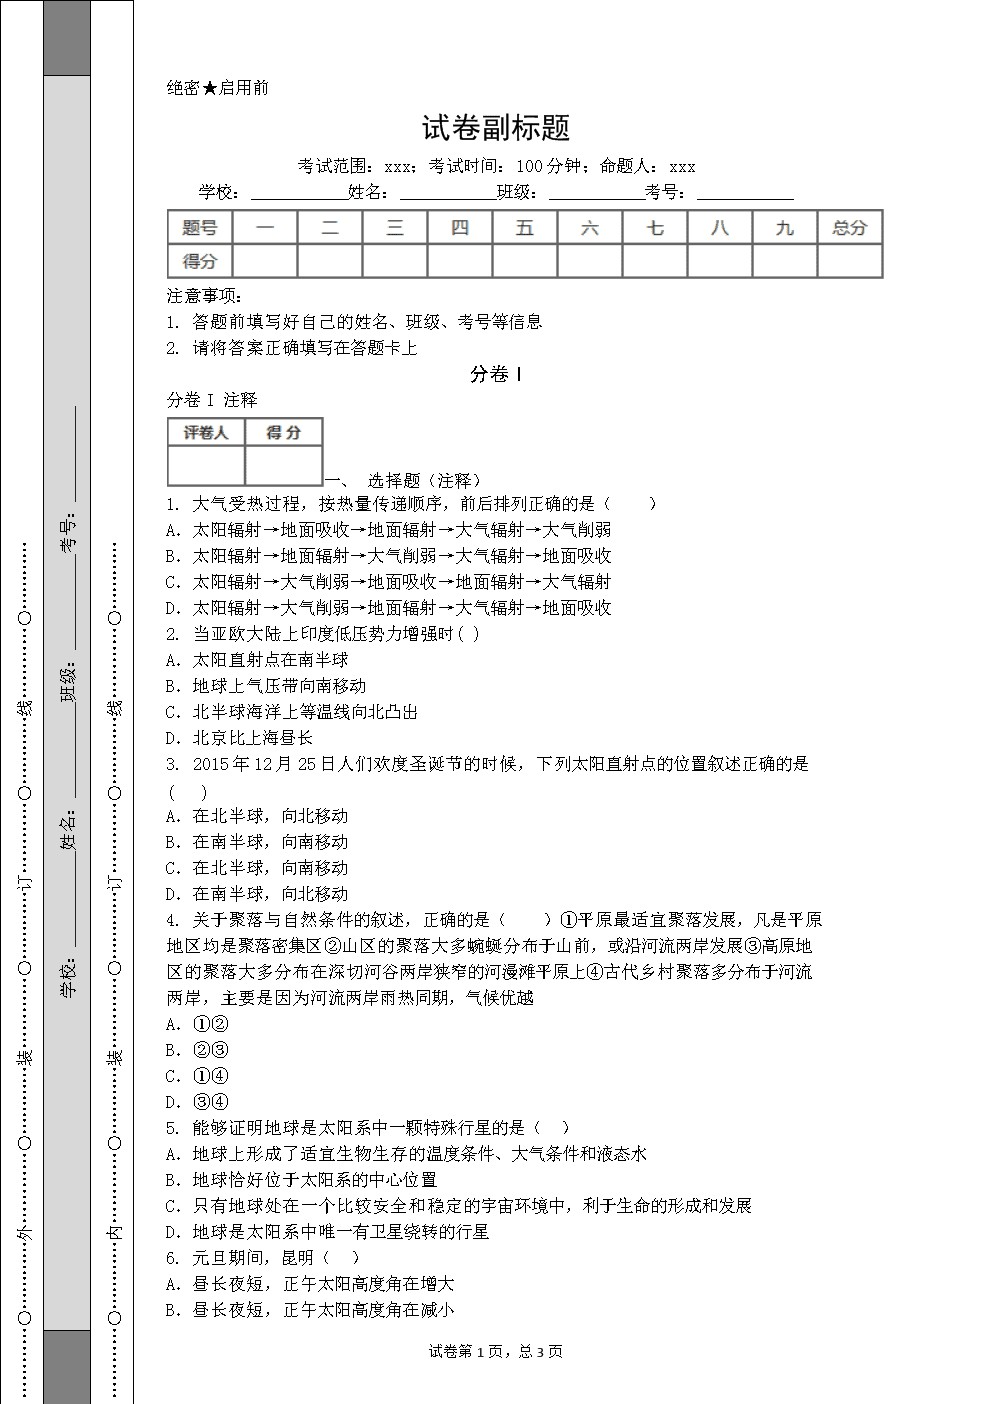 绝密★启用前
试卷副标题
考试范围：xxx；考试时间：100分钟；命题人：xxx
学校：___________姓名：___________班级：___________考号：___________
题号 一 二 三 四 五 六 七 八 九 总分
得分
注意事项：
1. 答题前填写好自己的姓名、班级、考号等信息
2. 请将答案正确填写在答题卡上
分卷I
分卷I 注释
评卷人 得分
一、 选择题（注释）
1. 大气受热过程，按热量传递顺序，前后排列正确的是（　　）
A. 太阳辐射→地面吸收→地面辐射→大气辐射→大气削弱
B. 太阳辐射→地面辐射→大气削弱→大气辐射→地面吸收
C. 太阳辐射→大气削弱→地面吸收→地面辐射→大气辐射
D. 太阳辐射→大气削弱→地面辐射→大气辐射→地面吸收
2. 当亚欧大陆上印度低压势力增强时( )
A. 太阳直射点在南半球
B. 地球上气压带向南移动
C. 北半球海洋上等温线向北凸出
D. 北京比上海昼长
3. 2015年12月25日人们欢度圣诞节的时候，下列太阳直射点的位置叙述正确的是
(　)
A. 在北半球，向北移动
B. 在南半球，向南移动
C. 在北半球，向南移动
D. 在南半球，向北移动
4. 关于聚落与自然条件的叙述，正确的是（　　）①平原最适宜聚落发展，凡是平原
地区均是聚落密集区②山区的聚落大多蜿蜒分布于山前，或沿河流两岸发展③高原地
区的聚落大多分布在深切河谷两岸狭窄的河漫滩平原上④古代乡村聚落多分布于河流
两岸，主要是因为河流两岸雨热同期，气候优越
A. ①②
B. ②③
C. ①④
D. ③④
5. 能够证明地球是太阳系中一颗特殊行星的是（　）
A. 地球上形成了适宜生物生存的温度条件、大气条件和液态水
B. 地球恰好位于太阳系的中心位置
C. 只有地球处在一个比较安全和稳定的宇宙环境中，利于生命的形成和发展
D. 地球是太阳系中唯一有卫星绕转的行星
6. 元旦期间，昆明（　）
A. 昼长夜短，正午太阳高度角在增大
B. 昼长夜短，正午太阳高度角在减小
试卷第1页，总3页
…………○…………外…………○…………装…………○…………订…………○…………线…………○…………
学校：___________姓名：___________班级：___________考号：___________
…………○…………内…………○…………装…………○…………订…………○…………线…………○…………